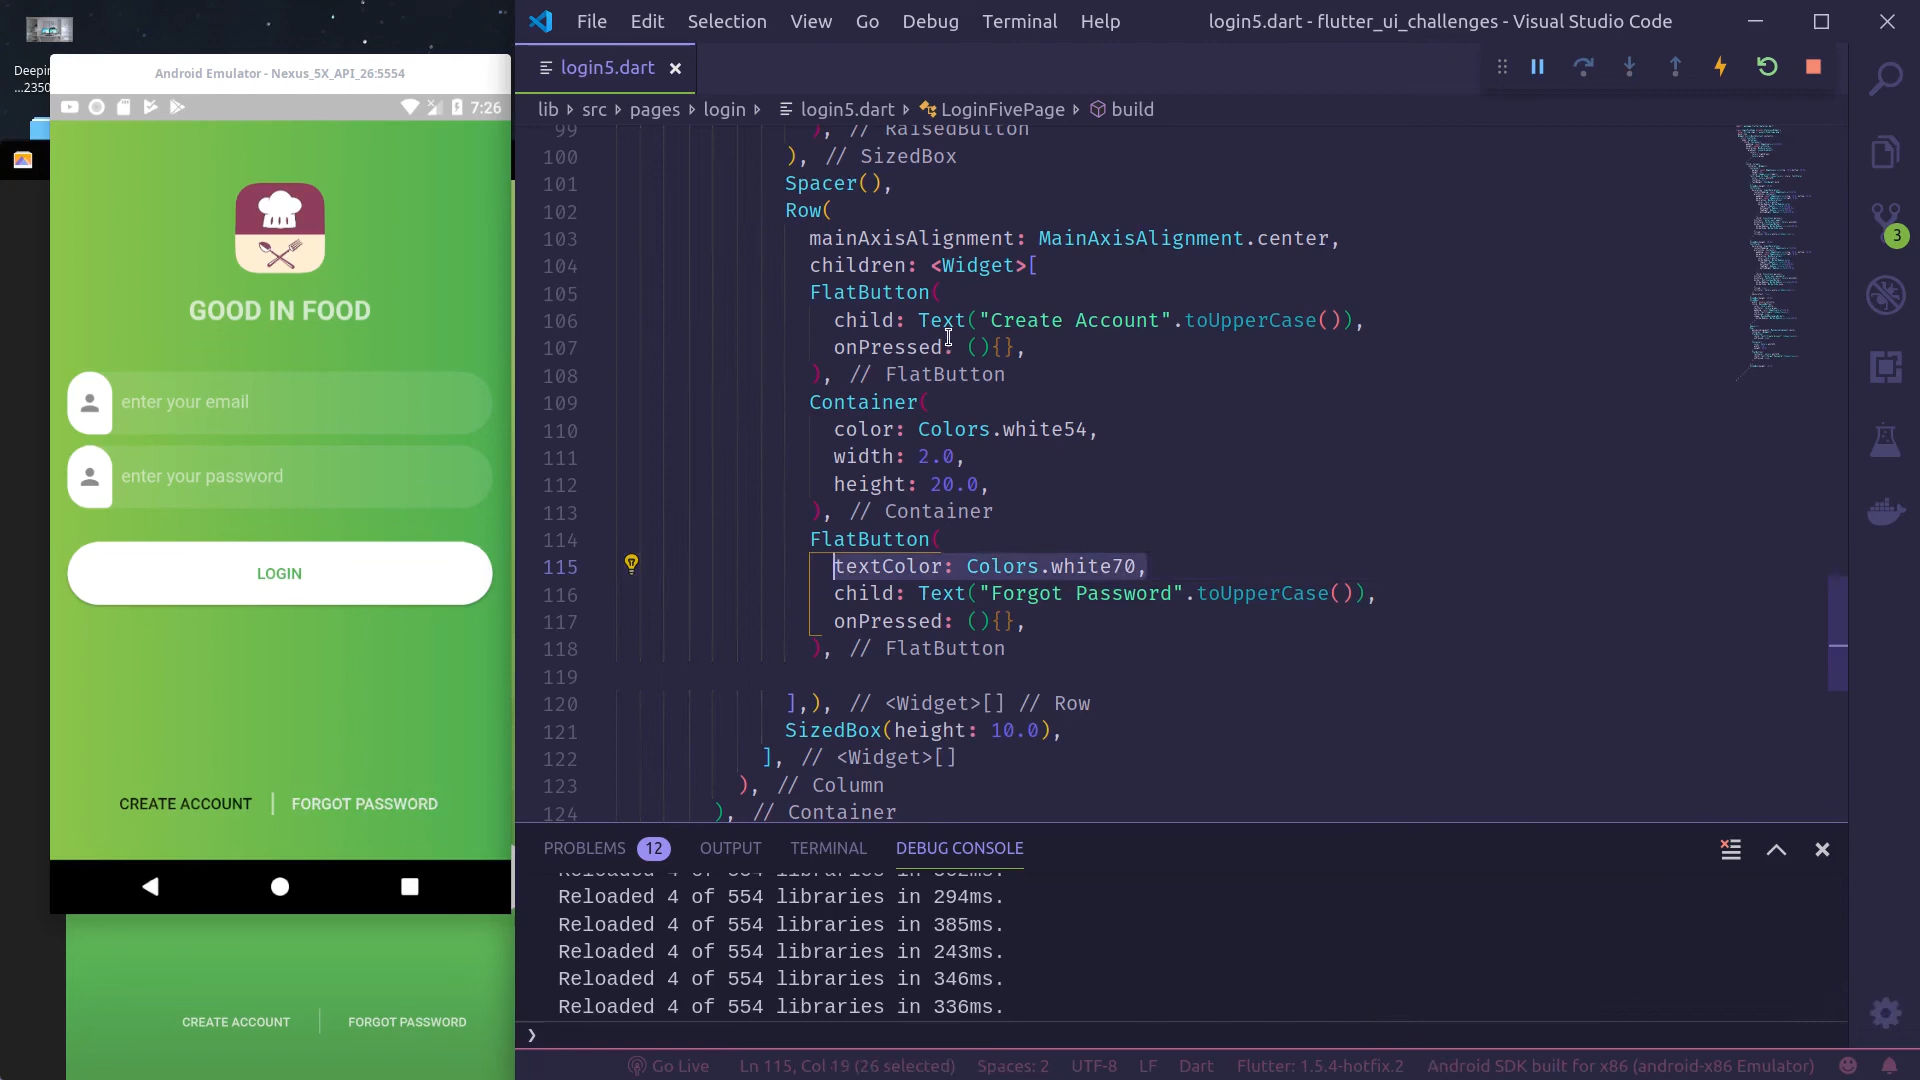 File Edit Selection View Go Debug Terminal Help
login5.dart - flutter_ui_challenges - Visual Studio Code
Deepin
...2350
Android Emulator - Nexus_5X_API_26:5554
7:26
GOOD IN FOOD
enter your email
enter your password
LOGIN
CREATE ACCOUNT
FORGOT PASSWORD
CREATE ACCOUNT
FORGOT PASSWORD
login5.dart
lib src pages login login5.dart LoginFivePage build
99 ), // RaisedButton
100 ), // SizedBox
101 Spacer(),
102 Row(
103 mainAxisAlignment: MainAxisAlignment.center,
104 children: <Widget>[
105 FlatButton(
106 child: Text("Create Account".toUpperCase()),
107 onPressed: (){},
108 ), // FlatButton
109 Container(
110 color: Colors.white54,
111 width: 2.0,
112 height: 20.0,
113 ), // Container
114 FlatButton(
115 textColor: Colors.white70,
116 child: Text("Forgot Password".toUpperCase()),
117 onPressed: (){},
118 ), // FlatButton
119
120 ],), // <Widget>[] // Row
121 SizedBox(height: 10.0),
122 ], // <Widget>[]
123 ), // Column
124 ), // Container
3
PROBLEMS 12 OUTPUT TERMINAL DEBUG CONSOLE
Reloaded 4 of 554 libraries in 294ms.
Reloaded 4 of 554 libraries in 385ms.
Reloaded 4 of 554 libraries in 243ms.
Reloaded 4 of 554 libraries in 346ms.
Reloaded 4 of 554 libraries in 336ms.
Go Live Ln 115, Col 19 (26 selected) Spaces: 2 UTF-8 LF Dart Flutter: 1.5.4-hotfix.2 Android SDK built for x86 (android-x86 Emulator)